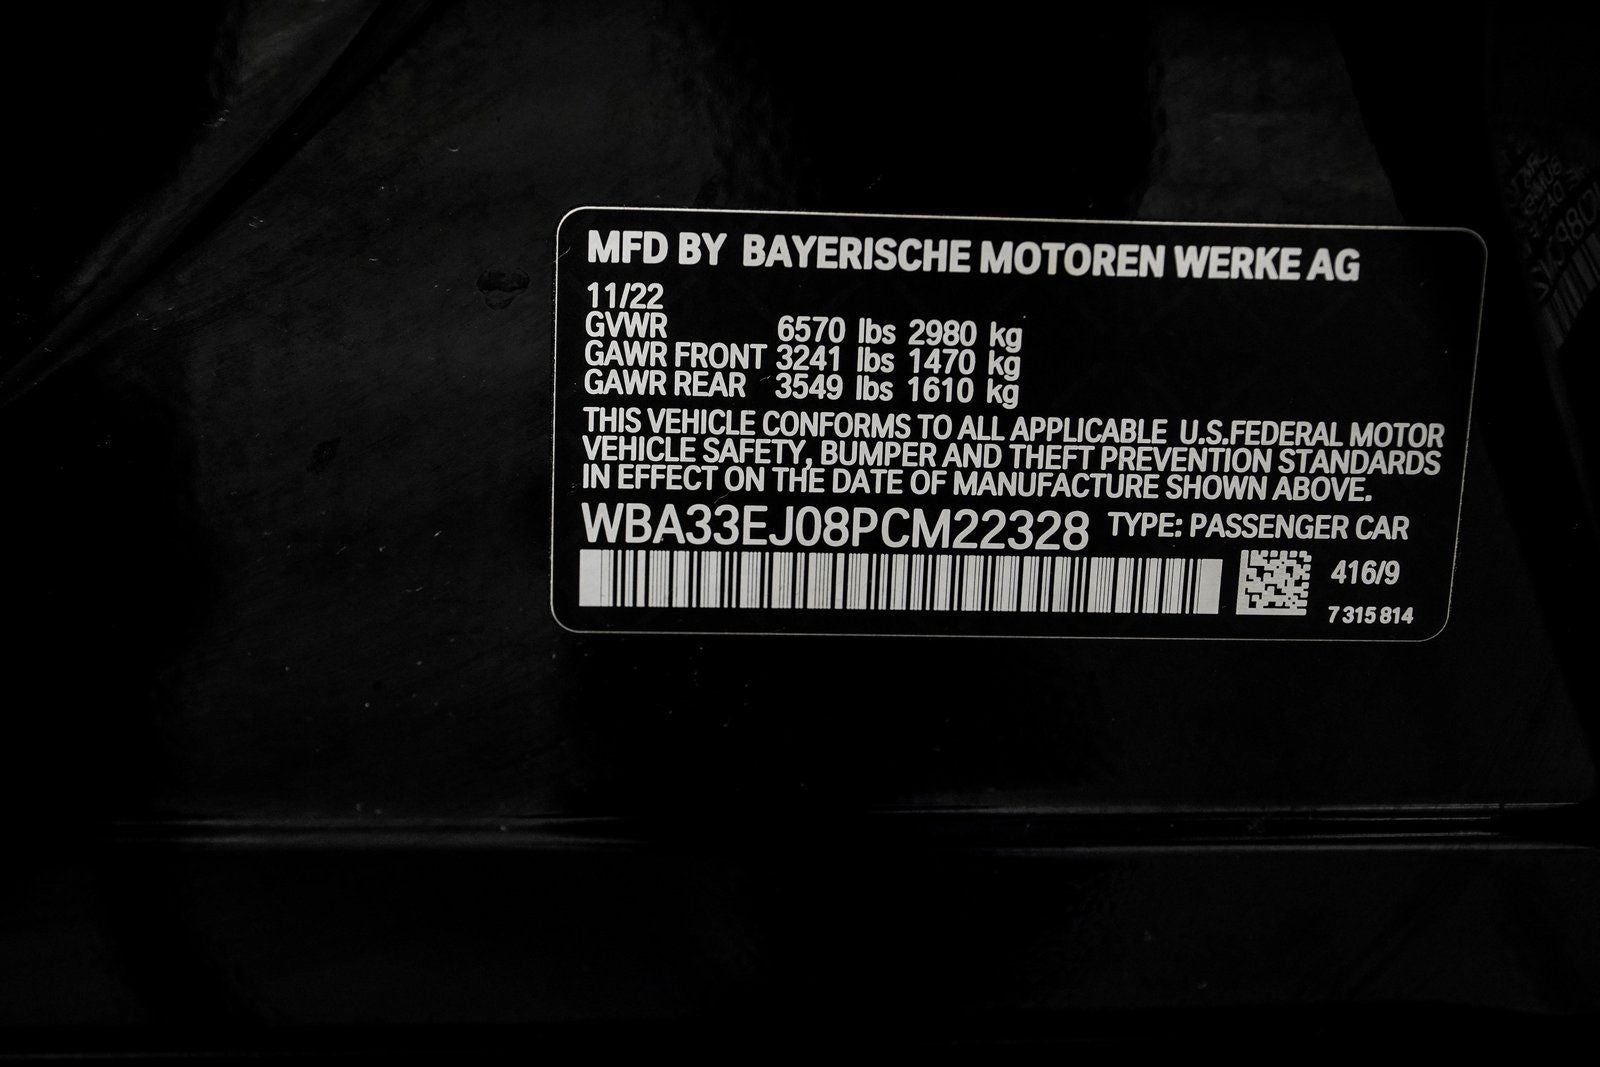 MFD BY BAYERISCHE MOTOREN WERKE AG
11/22
GVWR 6570 lbs 2980 kg
GAWR FRONT 3241 lbs 1470 kg
GAWR REAR 3549 lbs 1610 kg
THIS VEHICLE CONFORMS TO ALL APPLICABLE U.S.FEDERAL MOTOR
VEHICLE SAFETY, BUMPER AND THEFT PREVENTION STANDARDS
IN EFFECT ON THE DATE OF MANUFACTURE SHOWN ABOVE.
WBA33EJ08PCM22328 TYPE: PASSENGER CAR
416/9
7 315 814